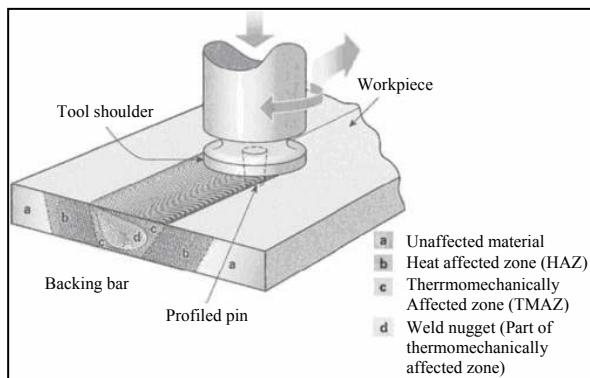 Workpiece
Tool shoulder
a
b
c
d
c
b
a
Backing bar
Profiled pin
a Unaffected material
b Heat affected zone (HAZ)
c Therrmomechanically
Affected zone (TMAZ)
d Weld nugget (Part of
thermomechanically
affected zone)